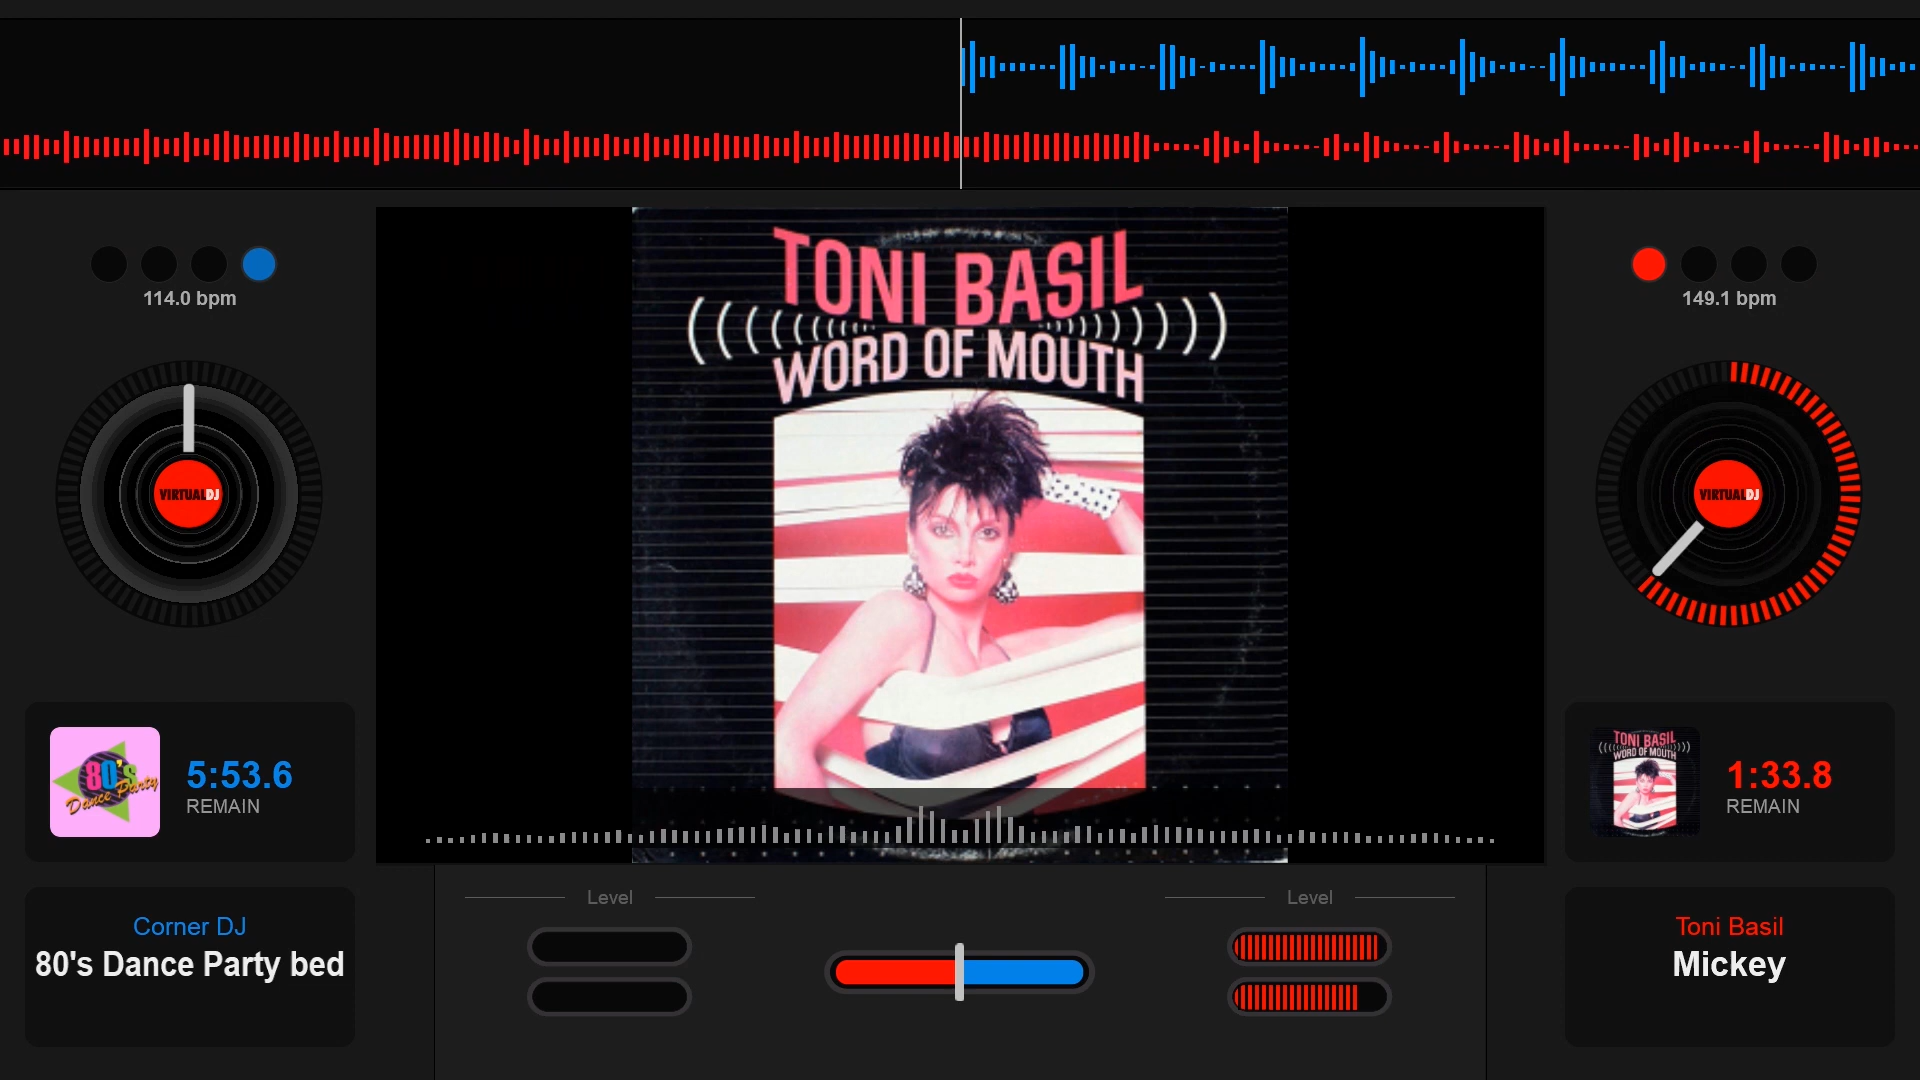 114.0 bpm
149.1 bpm
TONI BASIL
WORD OF MOUTH
VIRTUALDJ
VIRTUALDJ
80's
Dance Party
5:53.6
REMAIN
TONI BASIL
WORD OF MOUTH
1:33.8
REMAIN
Level
Level
Corner DJ
80's Dance Party bed
Toni Basil
Mickey